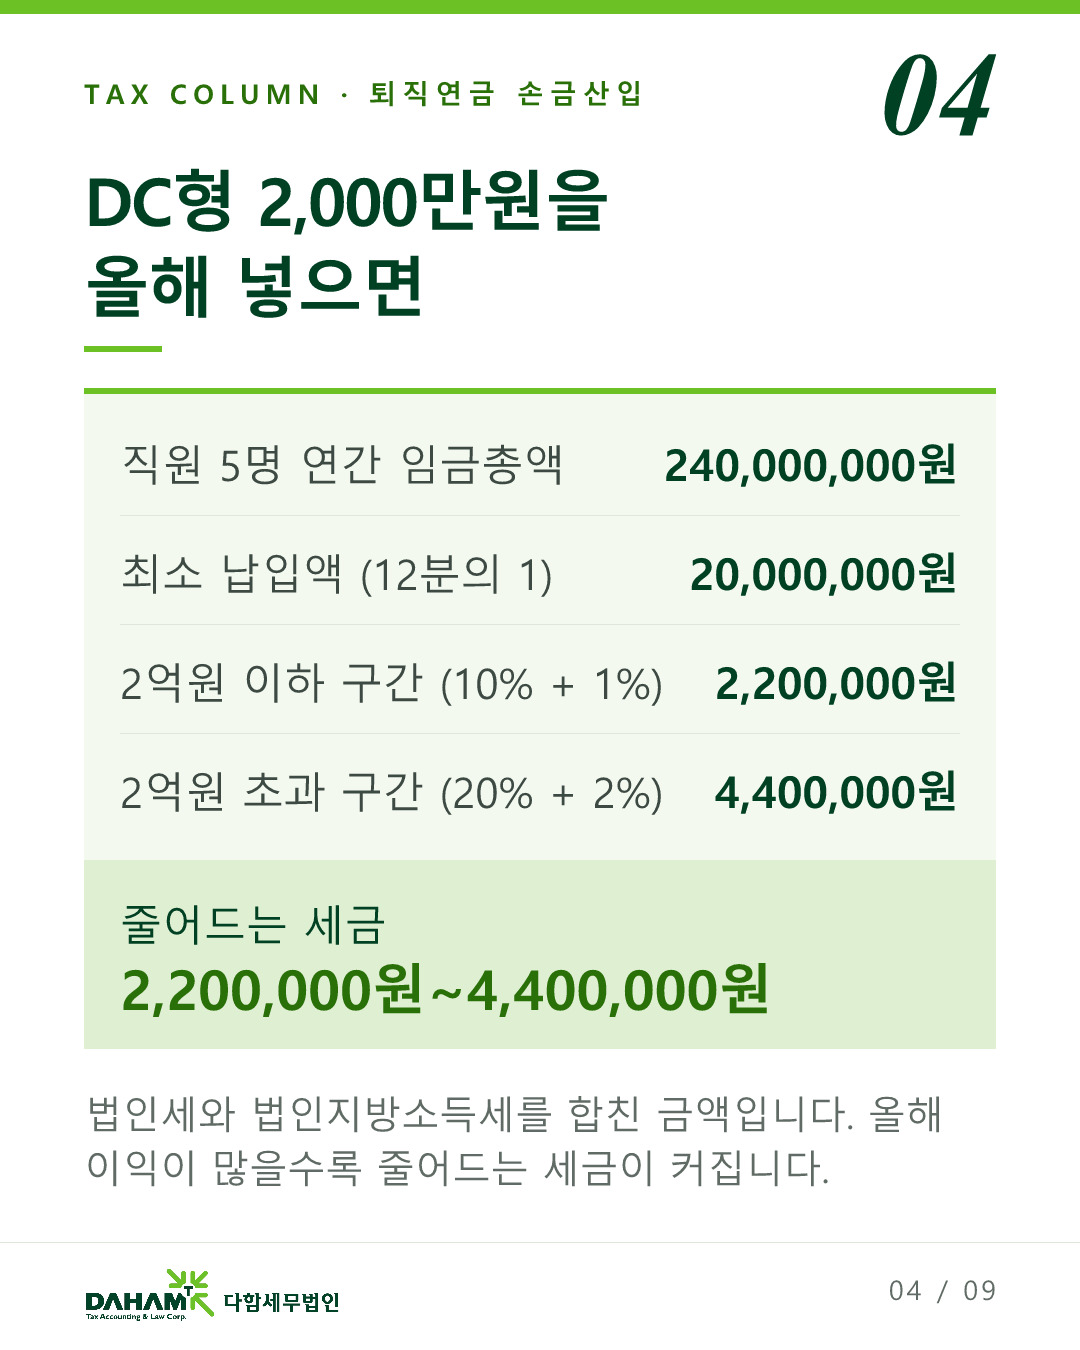 TAX COLUMN · 퇴직연금 손금산입
04
DC형 2,000만원을
올해 넣으면
직원 5명 연간 임금총액 240,000,000원
최소 납입액 (12분의 1) 20,000,000원
2억원 이하 구간 (10% + 1%) 2,200,000원
2억원 초과 구간 (20% + 2%) 4,400,000원
줄어드는 세금
2,200,000원~4,400,000원
법인세와 법인지방소득세를 합친 금액입니다. 올해
이익이 많을수록 줄어드는 세금이 커집니다.
DAHAM 다함세무법인
Tax Accounting & Law Corp.
04 / 09